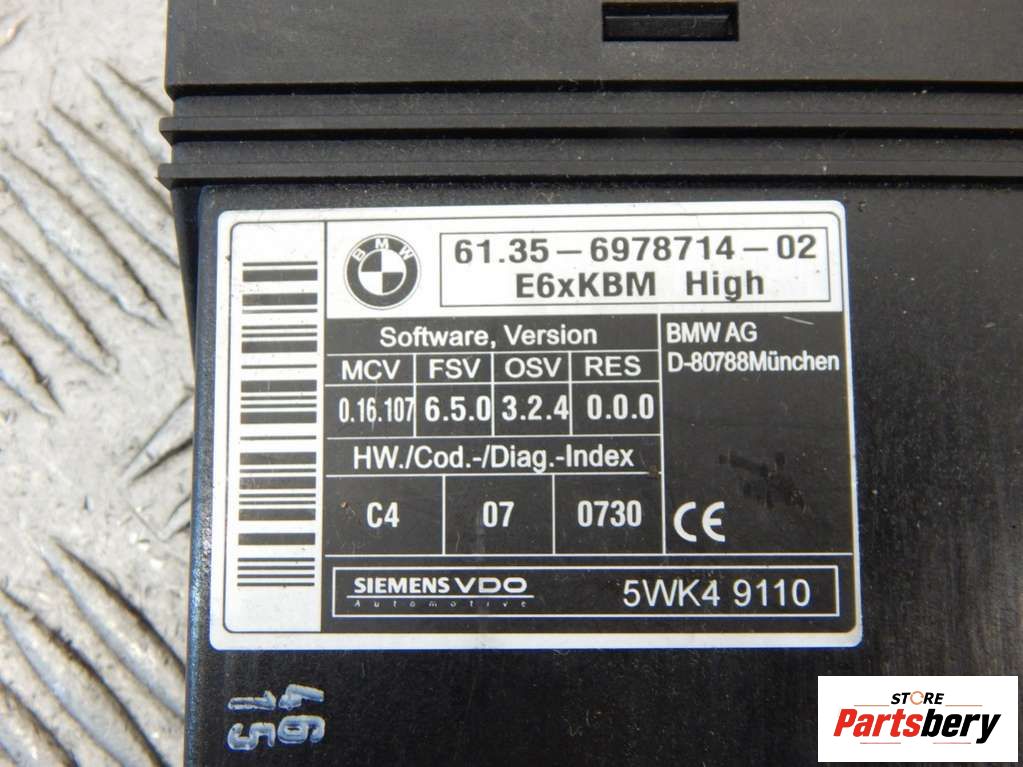 BMW
61.35-6978714-02
E6xKBM High
Software, Version
MCV FSV OSV RES
0.16.107 6.5.0 3.2.4 0.0.0
HW./Cod.-/Diag.-Index
C4 07 0730
BMW AG
D-80788München
CE
SIEMENS VDO
Automotive
5WK4 9110
46
15
STORE
Partsbery